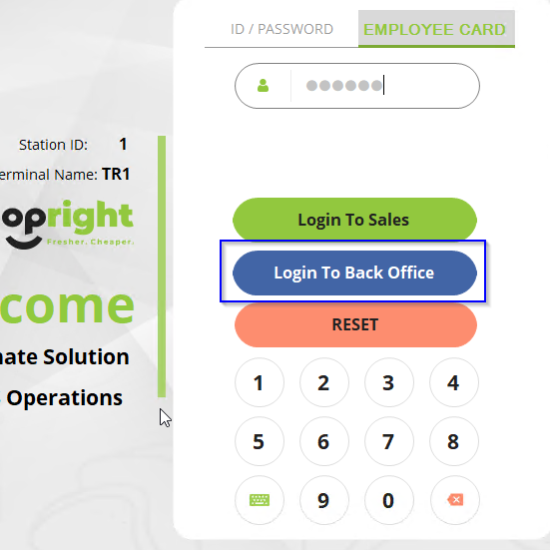 ID / PASSWORD
EMPLOYEE CARD
Station ID: 1
erminal Name: TR1
opright
Fresher. Cheaper.
come
nate Solution
Operations
Login To Sales
Login To Back Office
RESET
1 2 3 4
5 6 7 8
9 0